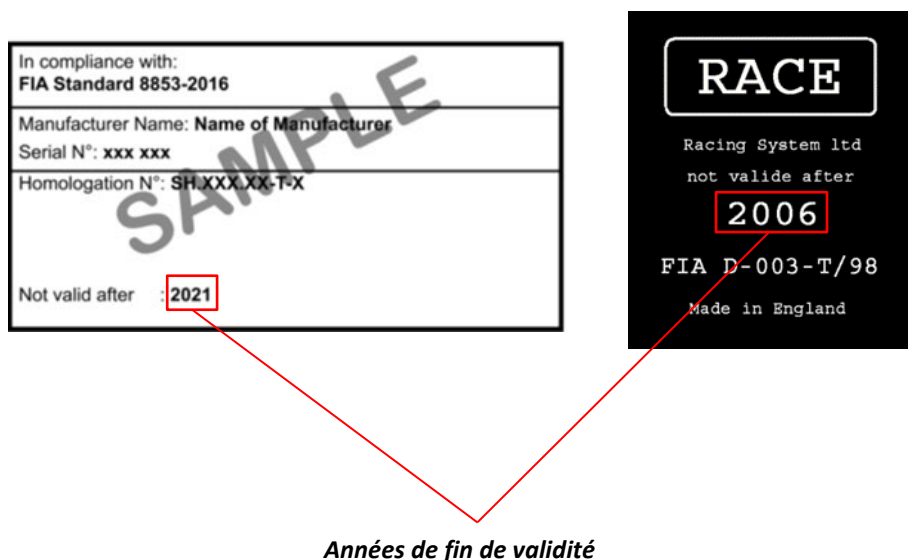 In compliance with:
FIA Standard 8853-2016
Manufacturer Name: Name of Manufacturer
Serial N°: xxx xxx
Homologation N°: SH.XXX.XX-T-X
SAMPLE
Not valid after : 2021
RACE
Racing System ltd
not valide after
2006
FIA D-003-T/98
Made in England
Années de fin de validité